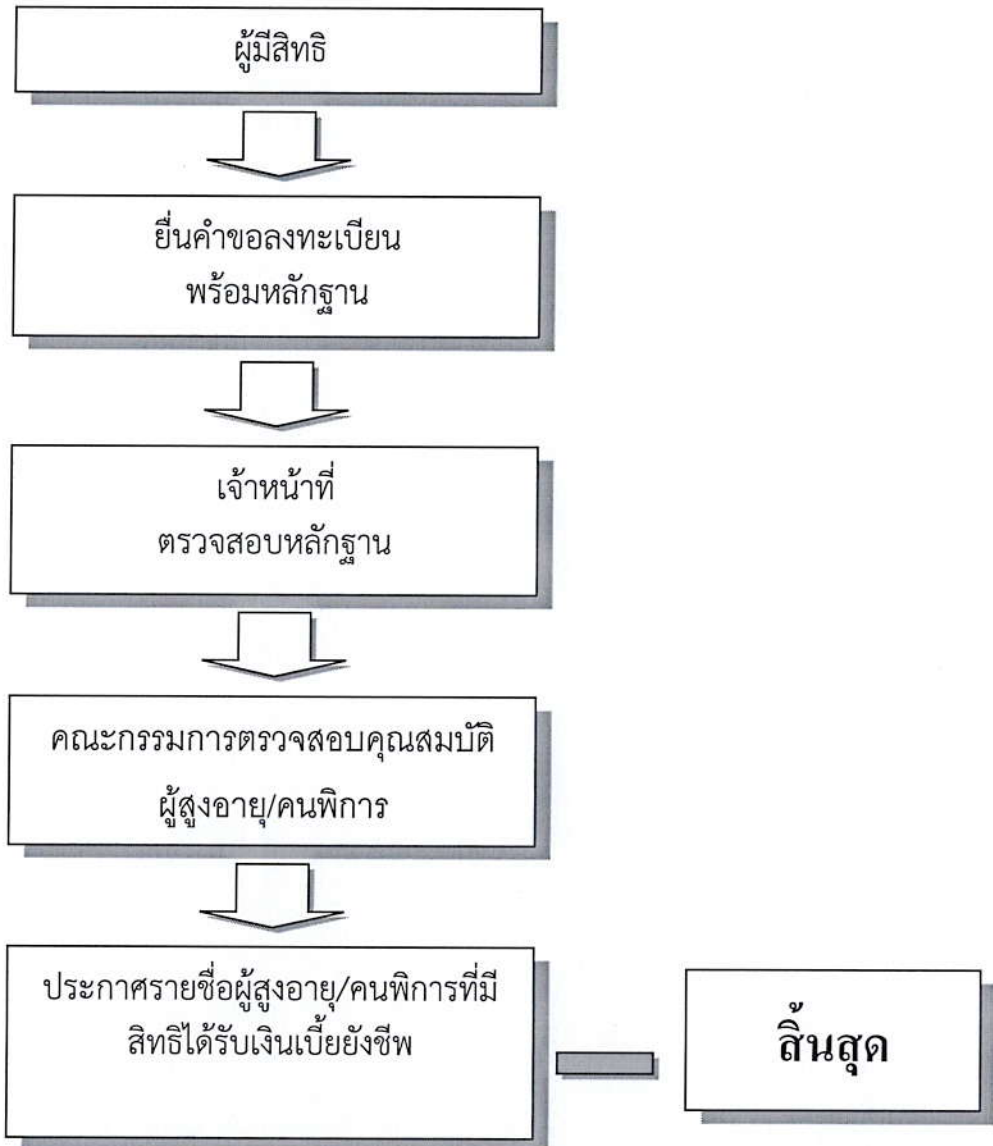 ผู้มีสิทธิ
ยื่นคำขอลงทะเบียน
พร้อมหลักฐาน
เจ้าหน้าที่
ตรวจสอบหลักฐาน
คณะกรรมการตรวจสอบคุณสมบัติ
ผู้สูงอายุ/คนพิการ
ประกาศรายชื่อผู้สูงอายุ/คนพิการที่มี
สิทธิได้รับเงินเบี้ยยังชีพ
สิ้นสุด